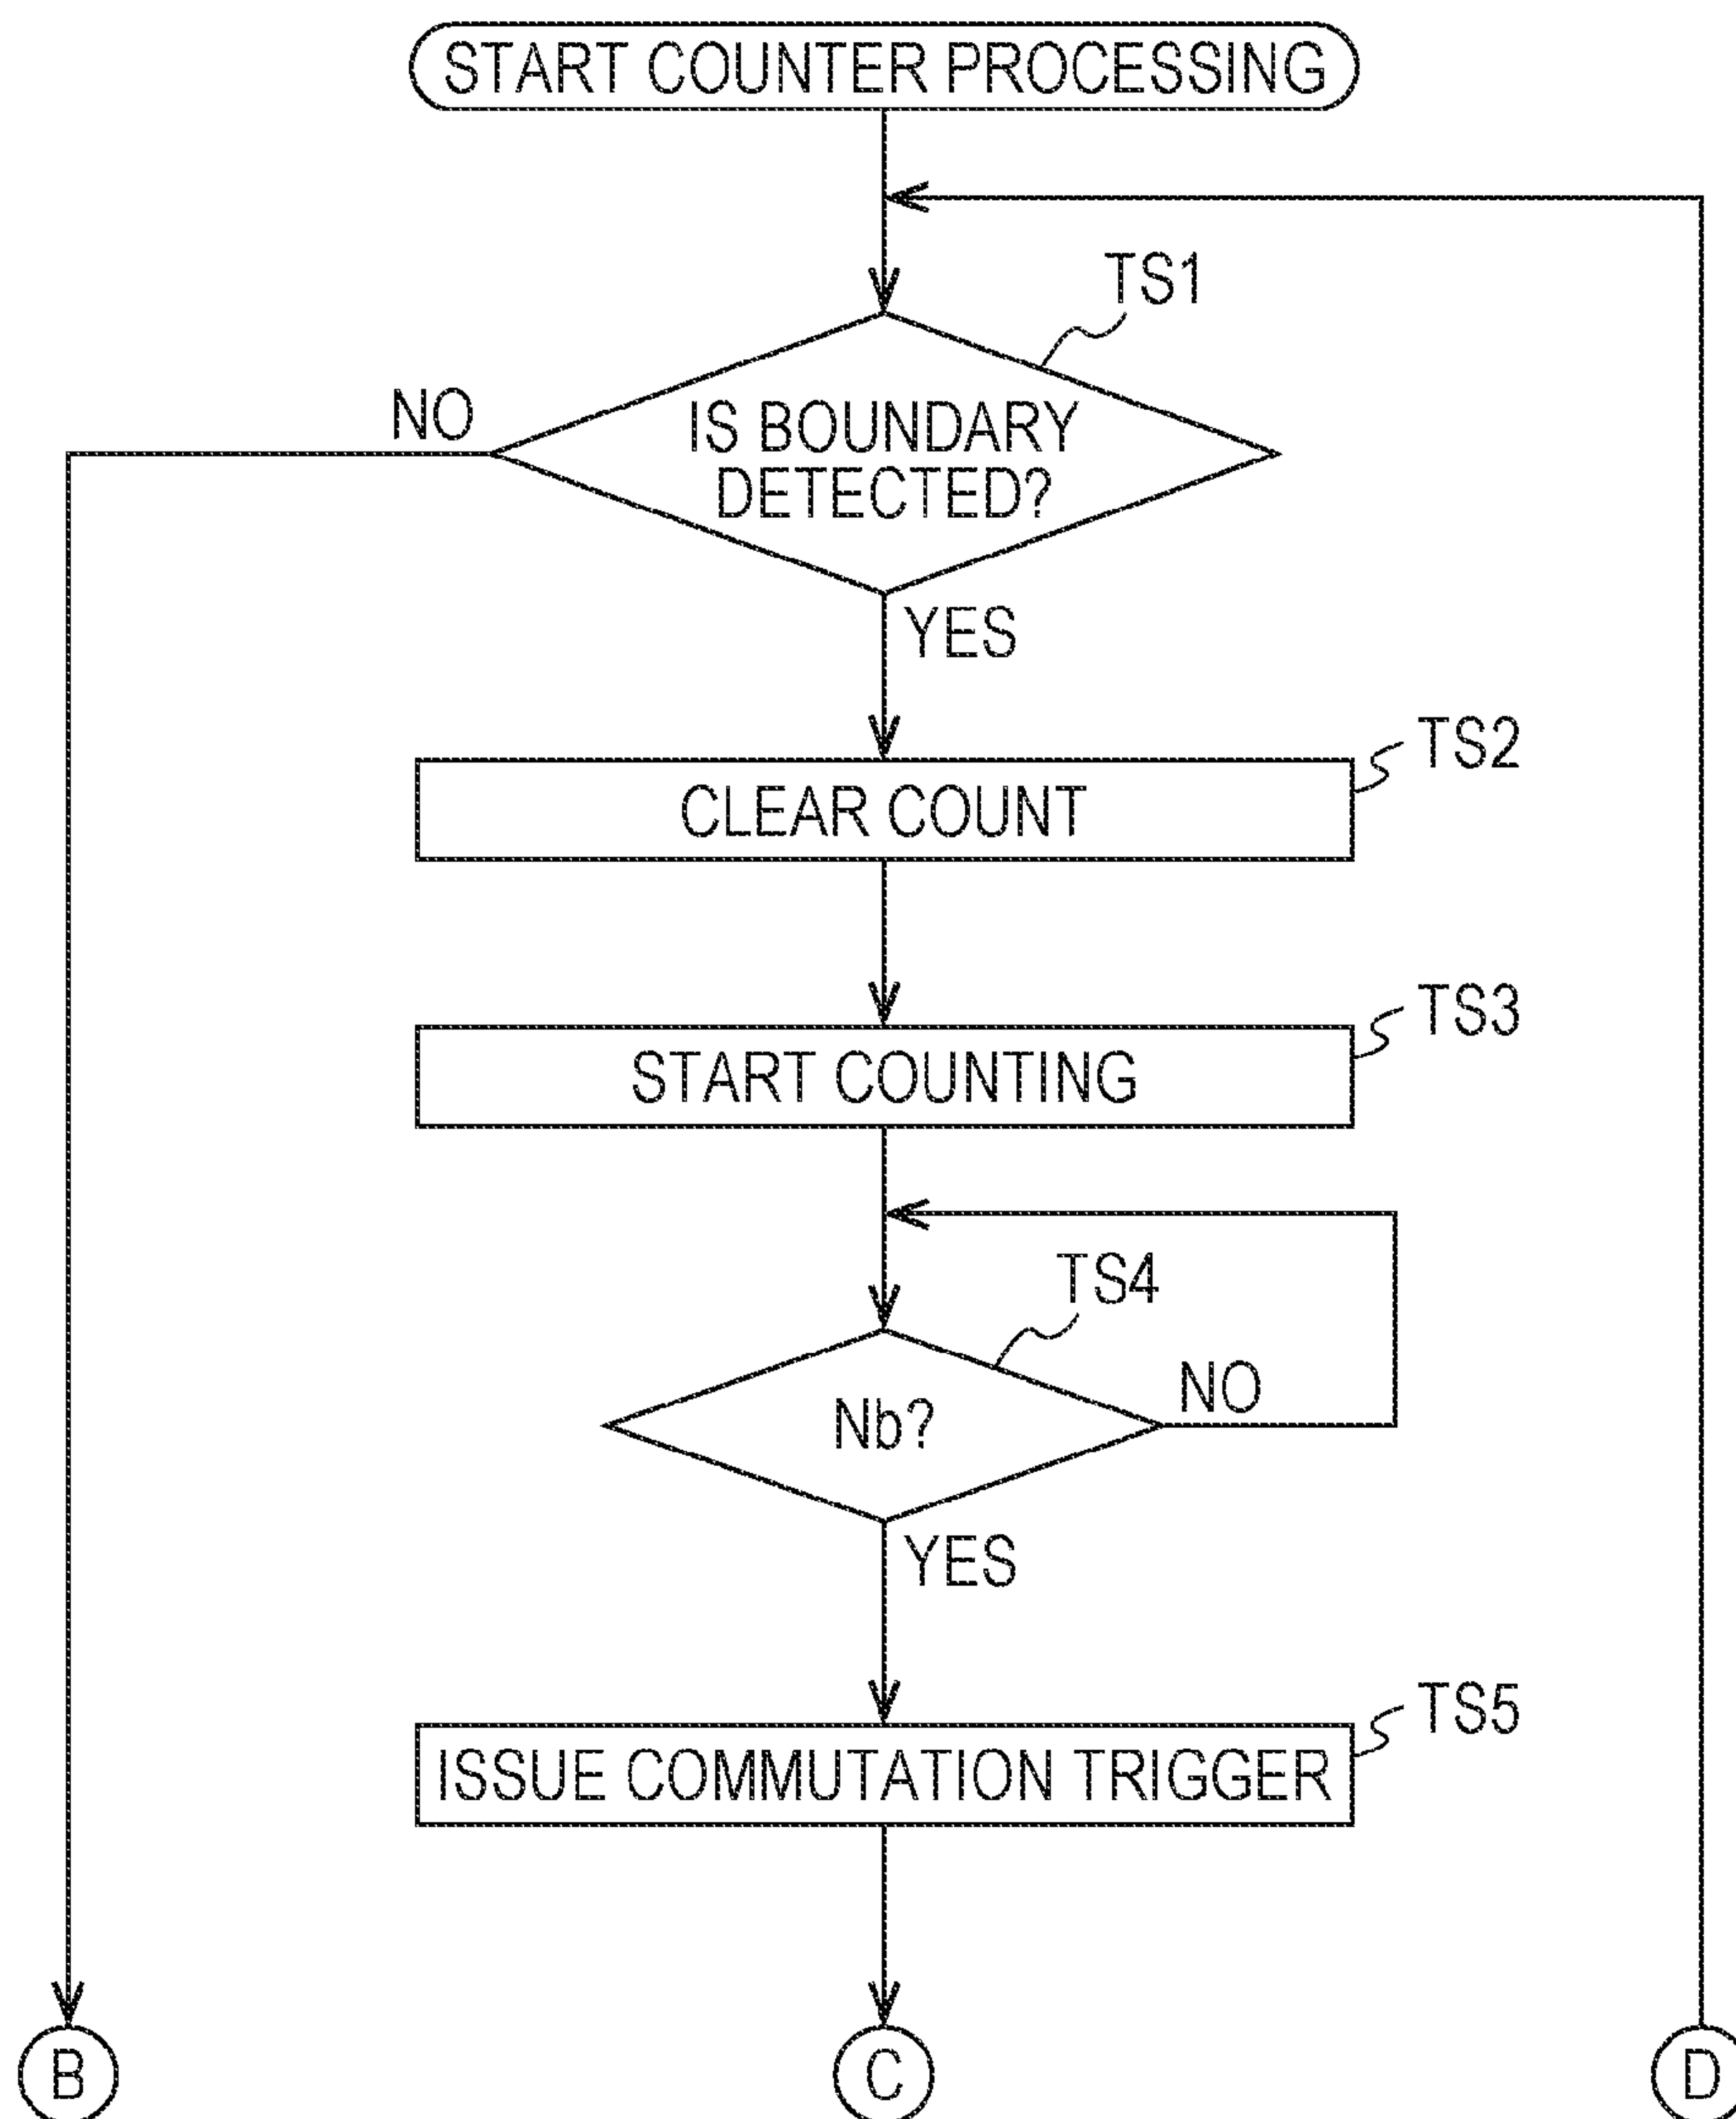 START COUNTER PROCESSING
TS1
NO
IS BOUNDARY
DETECTED?
YES
TS2
CLEAR COUNT
TS3
START COUNTING
TS4
NO
Nb?
YES
TS5
ISSUE COMMUTATION TRIGGER
B
C
D